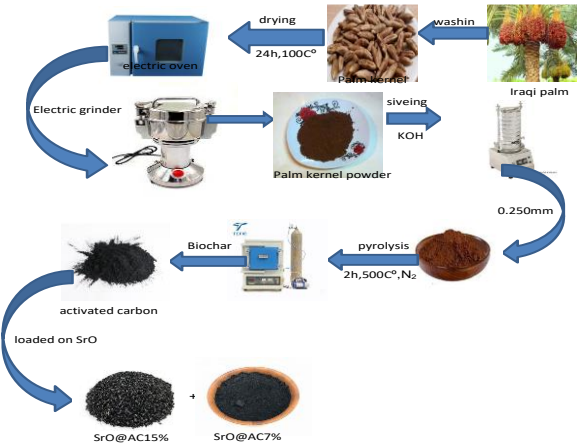 drying
washin
24h,100C°
electric oven
Palm kernel
Iraqi palm
Electric grinder
siveing
KOH
Palm kernel powder
0.250mm
Biochar
pyrolysis
2h,500C°,N₂
activated carbon
loaded on SrO
+
SrO@AC15%
SrO@AC7%